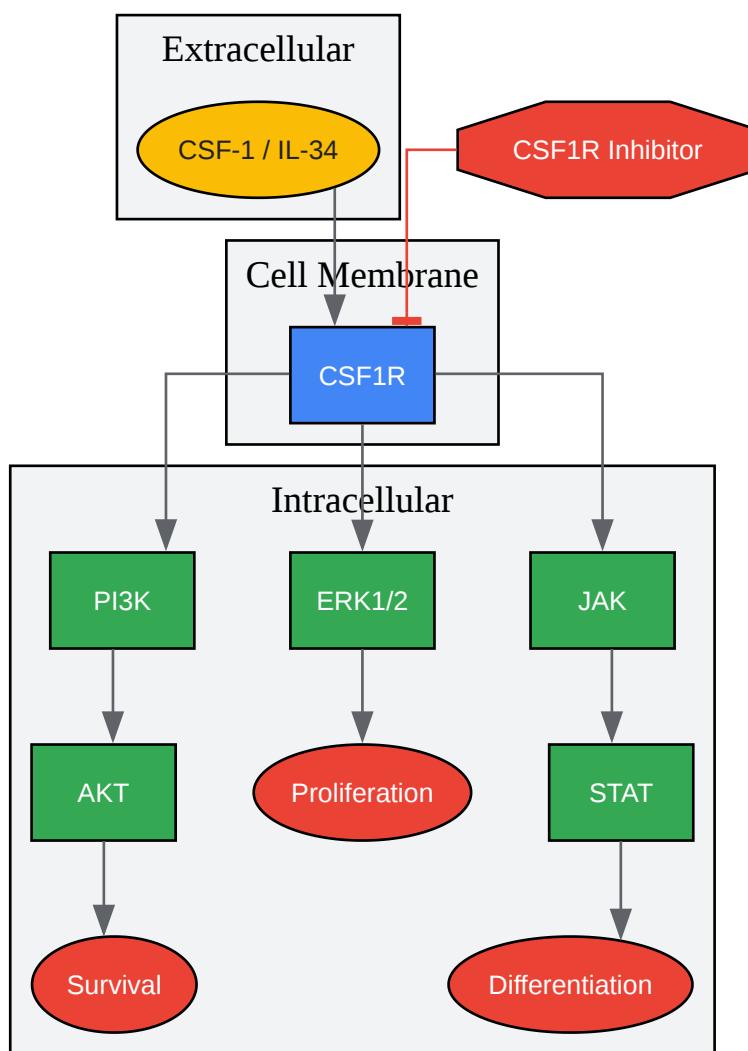 Extracellular
CSF-1 / IL-34
CSF1R Inhibitor
Cell Membrane
CSF1R
Intracellular
PI3K
ERK1/2
JAK
AKT
Proliferation
STAT
Survival
Differentiation